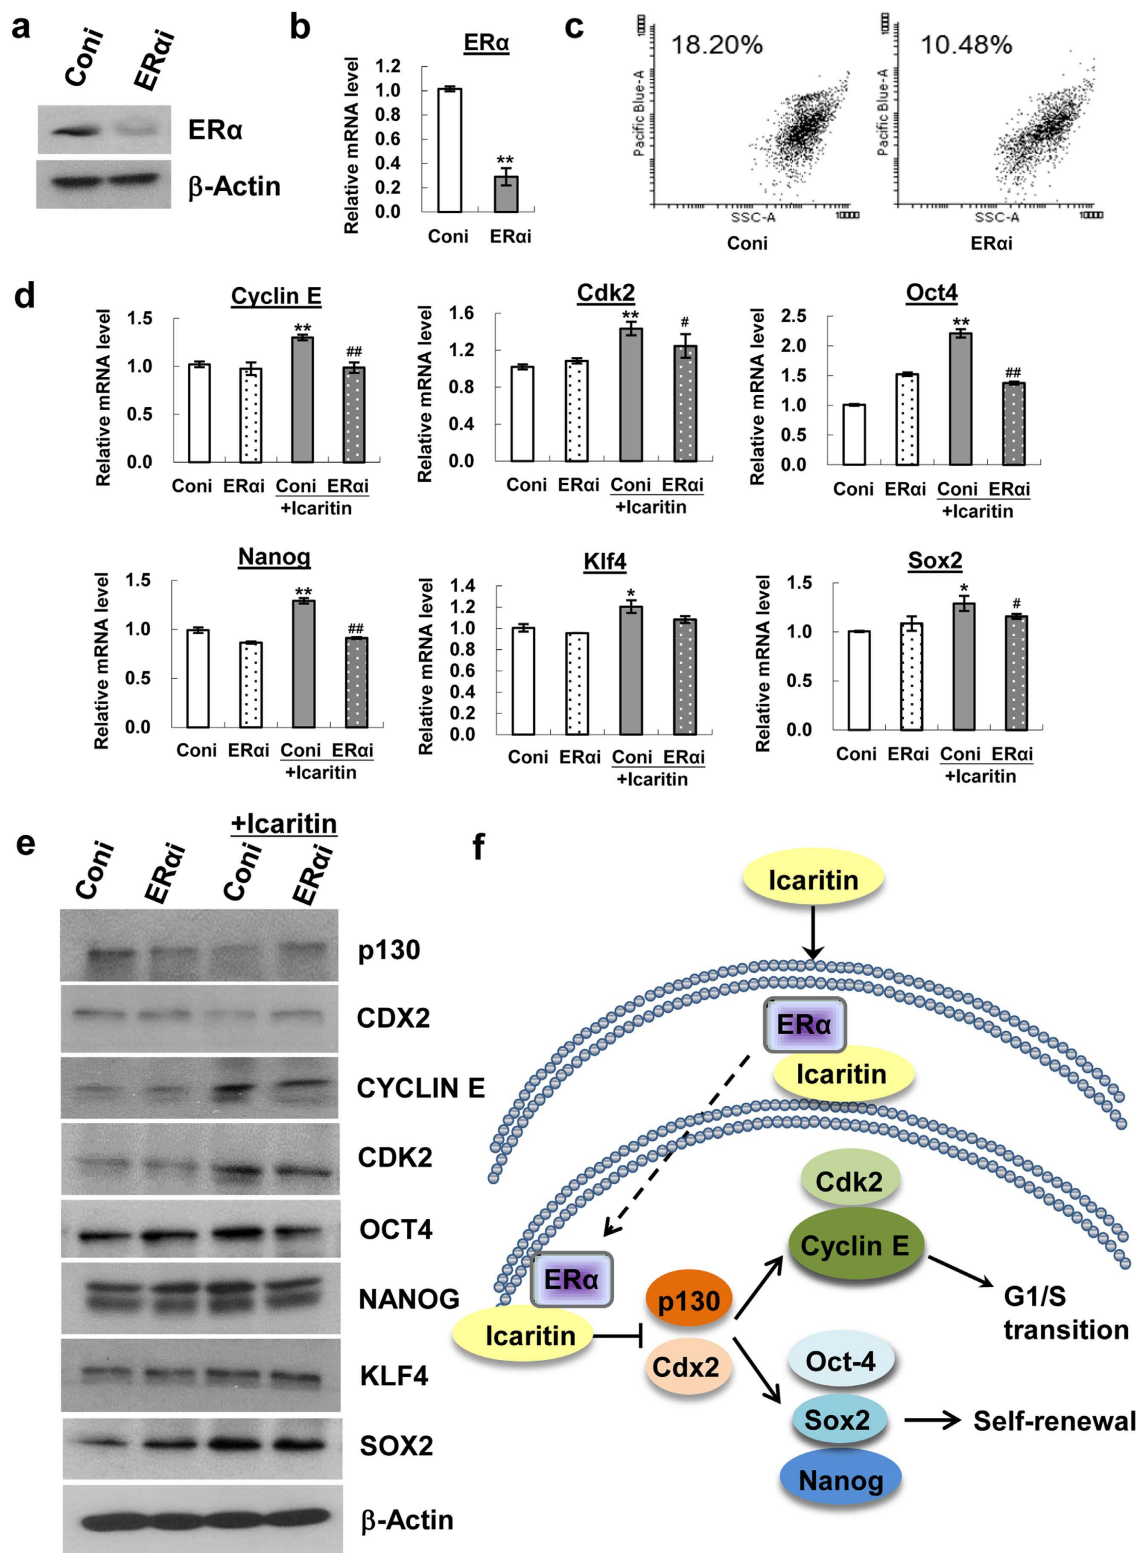 a
Coni ERαi
ERα
β-Actin
b
ERα
Relative mRNA level
1.2
1.0
0.8
0.6
0.4
0.2
0.0
**
Coni ERαi
c
18.20%
Pacific Blue-A
SSC-A
Coni
10.48%
Pacific Blue-A
SSC-A
ERαi
d
Cyclin E
Relative mRNA level
1.5
1.0
0.5
0.0
**
##
Coni ERαi Coni ERαi
+Icaritin
Cdk2
Relative mRNA level
1.6
1.2
0.8
0.4
0.0
**
#
Coni ERαi Coni ERαi
+Icaritin
Oct4
Relative mRNA level
2.5
2.0
1.5
1.0
0.5
0.0
**
##
Coni ERαi Coni ERαi
+Icaritin
Nanog
Relative mRNA level
1.5
1.0
0.5
0.0
**
##
Coni ERαi Coni ERαi
+Icaritin
Klf4
Relative mRNA level
1.4
1.2
1.0
0.8
0.6
0.4
0.2
0.0
*
Coni ERαi Coni ERαi
+Icaritin
Sox2
Relative mRNA level
1.5
1.0
0.5
0.0
*
#
Coni ERαi Coni ERαi
+Icaritin
e
+Icaritin
Coni ERαi Coni ERαi
p130
CDX2
CYCLIN E
CDK2
OCT4
NANOG
KLF4
SOX2
β-Actin
f
Icaritin
ERα
Icaritin
ERα
Icaritin
p130
Cdx2
Cdk2
Cyclin E
G1/S
transition
Oct-4
Sox2
Nanog
Self-renewal